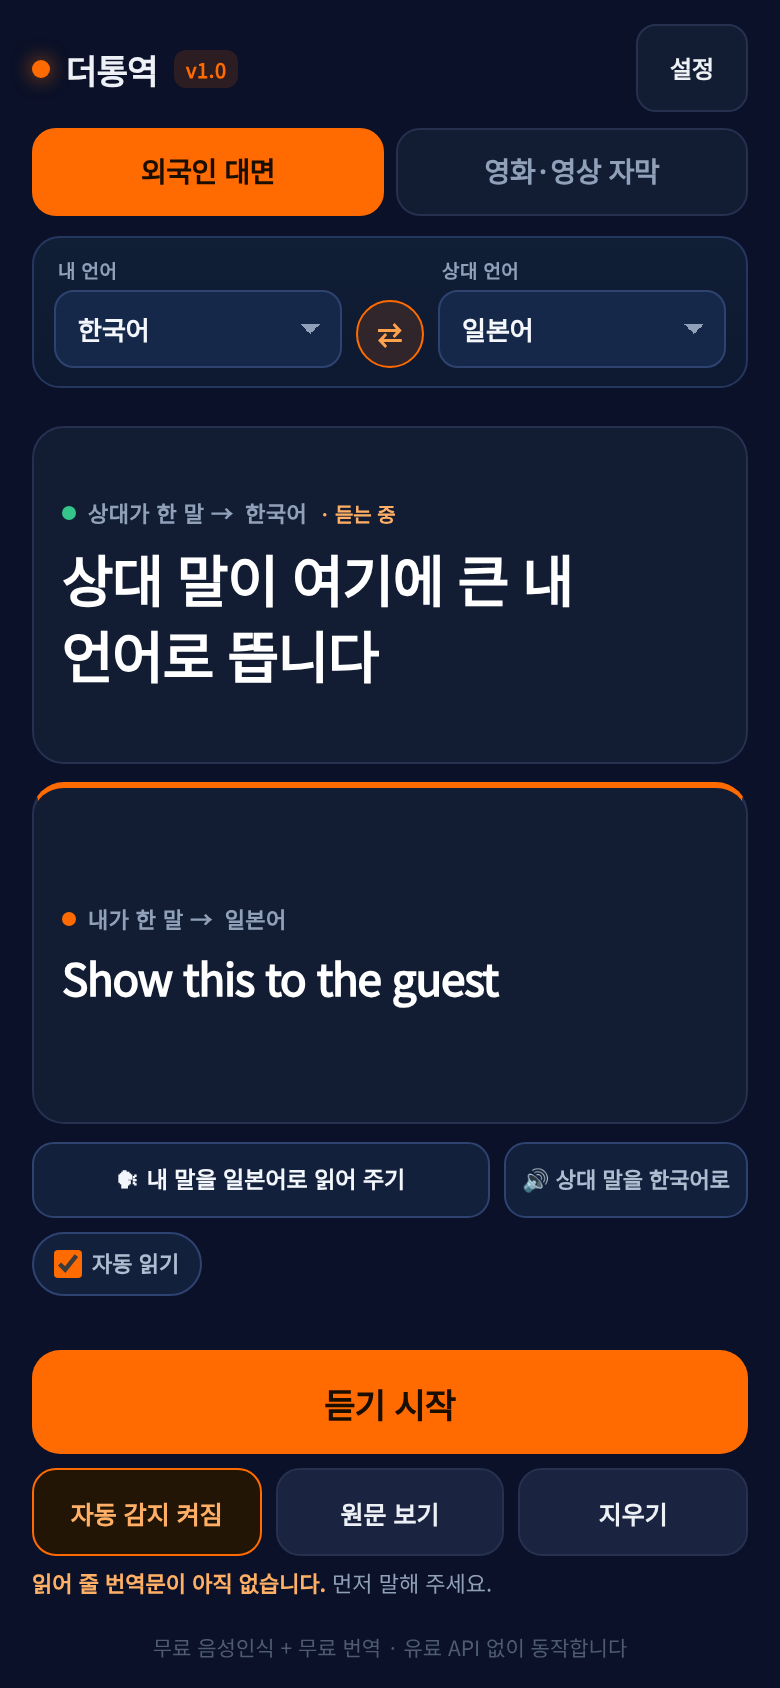 더통역 v1.0
설정
외국인 대면
영화·영상 자막
내 언어
상대 언어
한국어
⇄
일본어
상대가 한 말 → 한국어 · 듣는 중
상대 말이 여기에 큰 내
언어로 뜹니다
내가 한 말 → 일본어
Show this to the guest
🗣 내 말을 일본어로 읽어 주기
🔊 상대 말을 한국어로
자동 읽기
듣기 시작
자동 감지 켜짐
원문 보기
지우기
읽어 줄 번역문이 아직 없습니다. 먼저 말해 주세요.
무료 음성인식 + 무료 번역 · 유료 API 없이 동작합니다